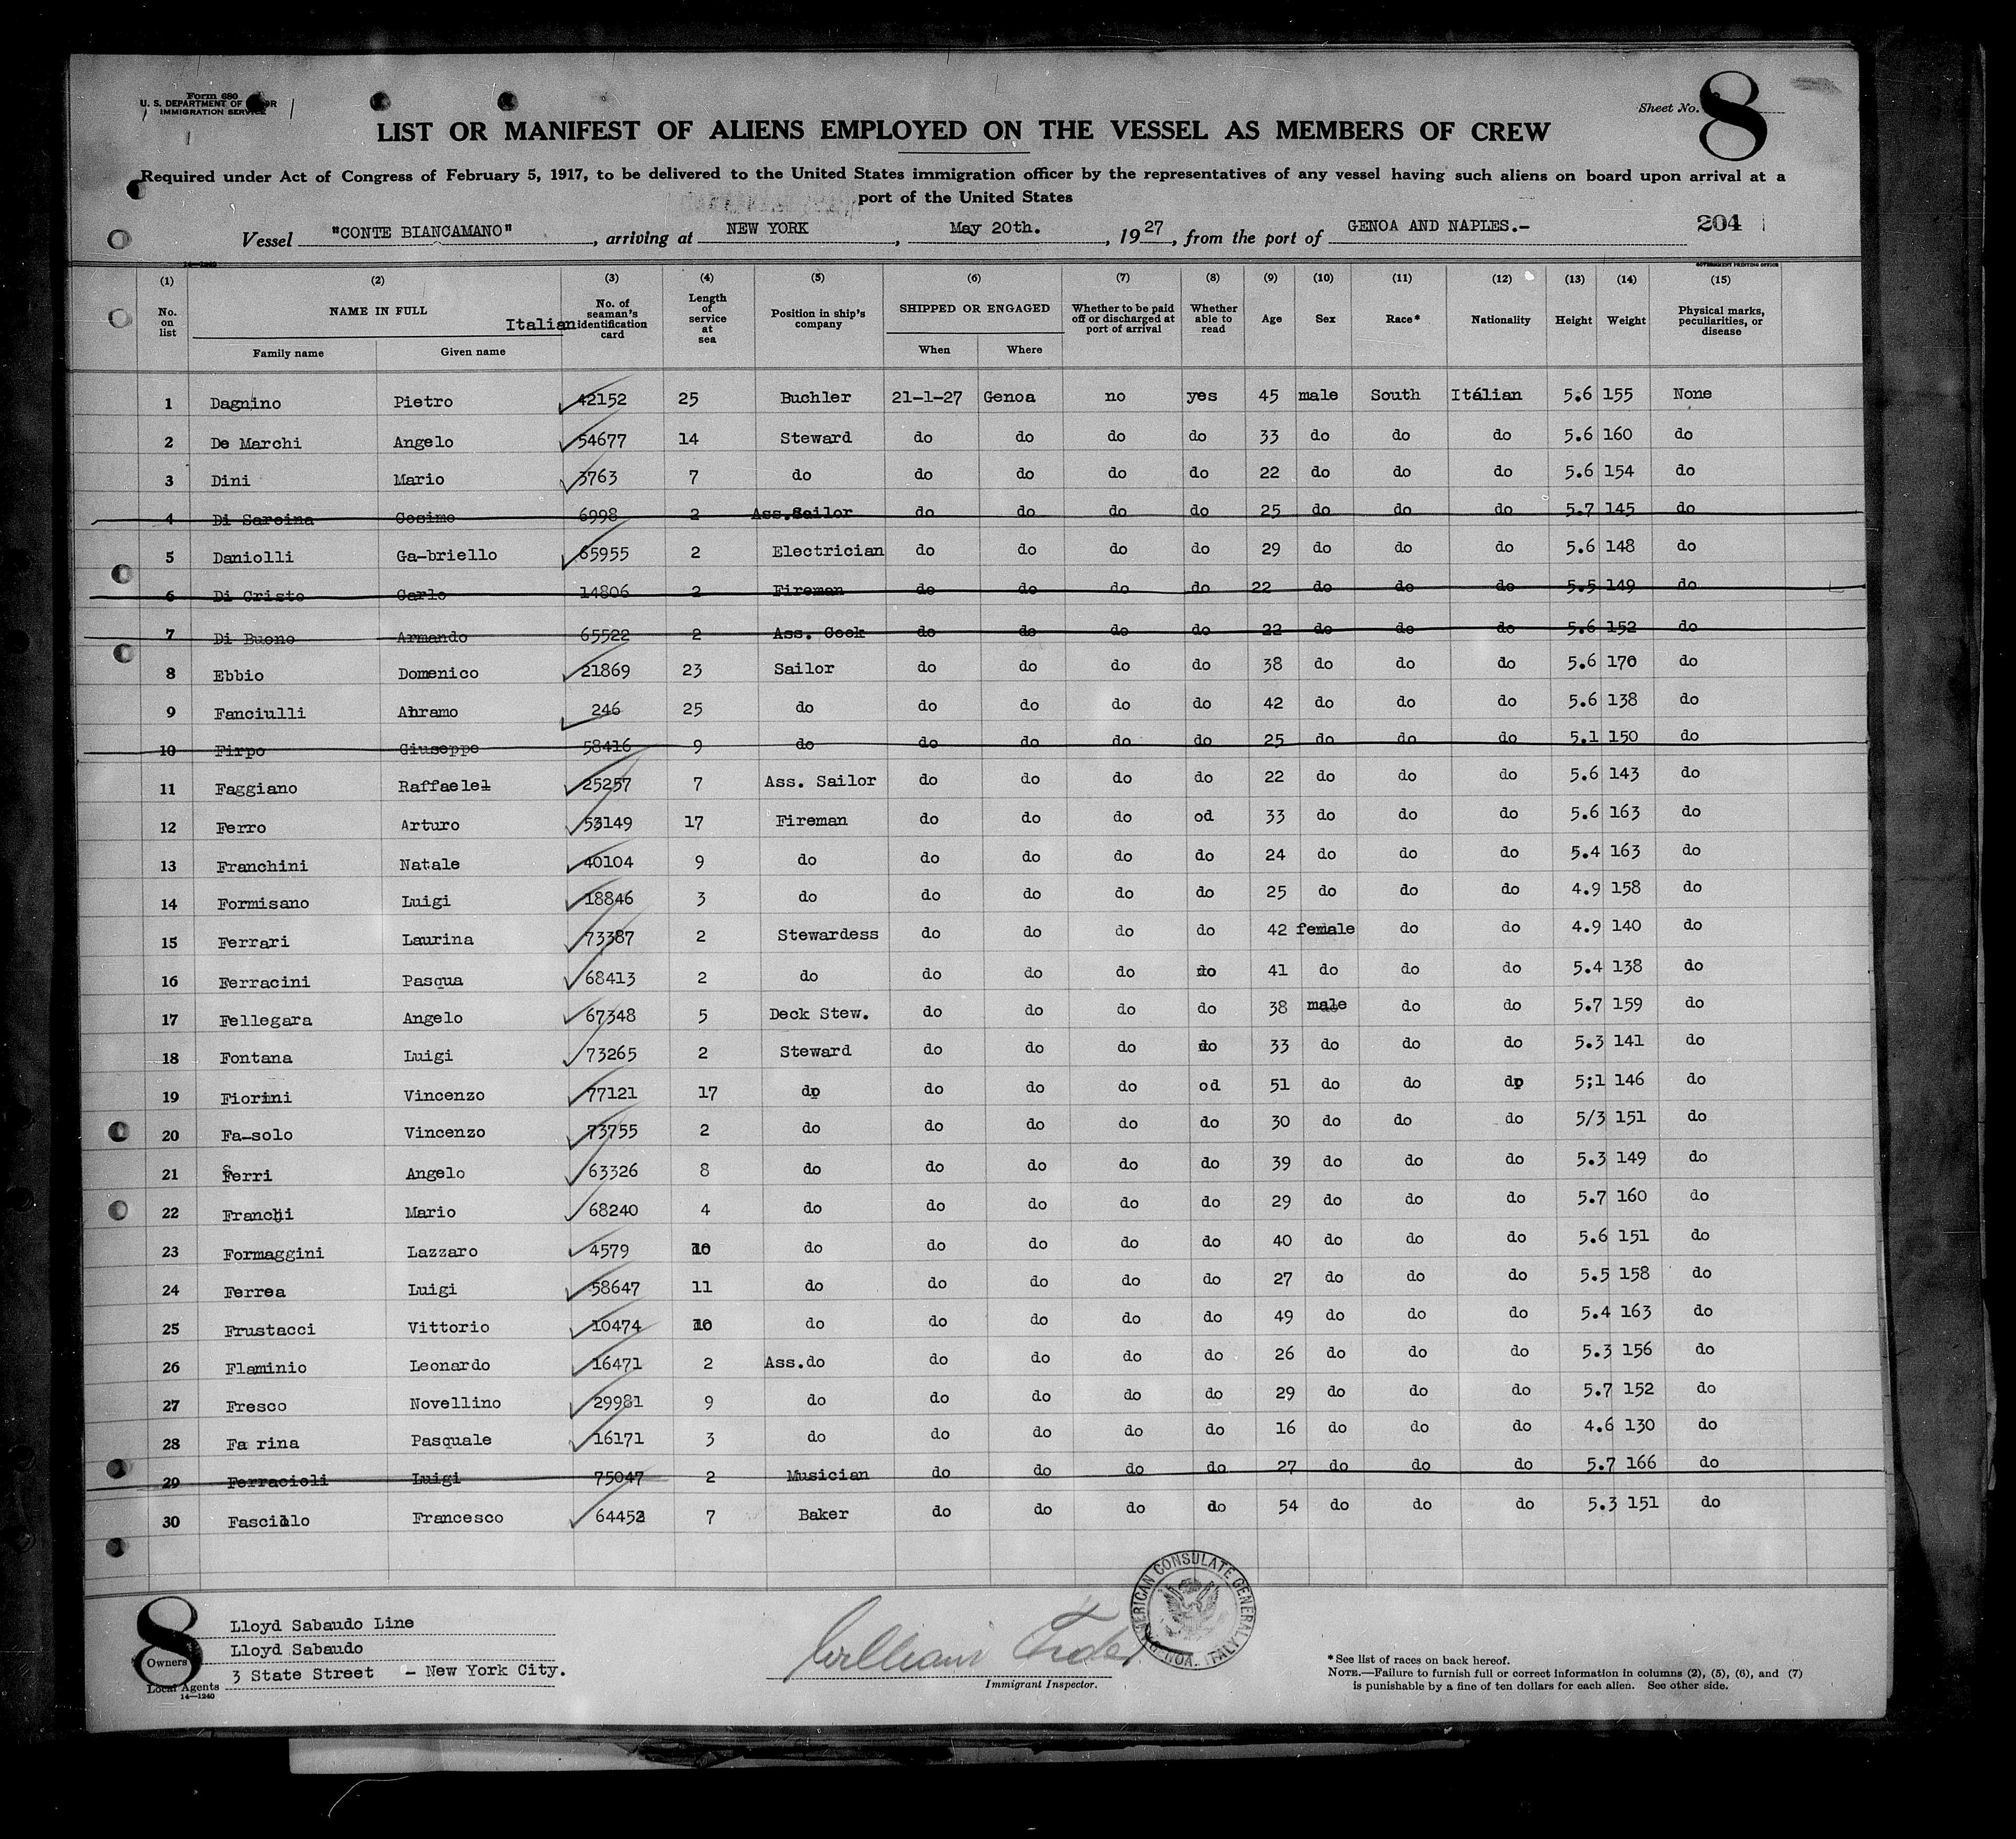 Form 680
U. S. DEPARTMENT OF
IMMIGRATION SERVICE
Sheet No. 8
LIST OR MANIFEST OF ALIENS EMPLOYED ON THE VESSEL AS MEMBERS OF CREW
Required under Act of Congress of February 5, 1917, to be delivered to the United States immigration officer by the representatives of any vessel having such aliens on board upon arrival at a
port of the United States
Vessel "CONTE BIANCAMANO", arriving at NEW YORK, May 20th., 1927, from the port of GENOA AND NAPLES.- 204
14-1240 GOVERNMENT PRINTING OFFICE
(1) (2) (3) (4) (5) (6) (7) (8) (9) (10) (11) (12) (13) (14) (15)
No. on list NAME IN FULL Family name Given name Italian No. of seaman's identification card Length of service at sea Position in ship's company SHIPPED OR ENGAGED When Where Whether to be paid off or discharged at port of arrival Whether able to read Age Sex Race* Nationality Height Weight Physical marks, peculiarities, or disease
1 Dagnino Pietro 42152 25 Buchler 21-1-27 Genoa no yes 45 male South Itálian 5.6 155 None
2 De Marchi Angelo 54677 14 Steward do do do do 33 do do do 5.6 160 do
3 Dini Mario 3763 7 do do do do do 22 do do do 5.6 154 do
4 Di Sarcina Cosimo 6998 2 Ass.Sailor do do do do 25 do do do 5.7 145 do
5 Daniolli Ga-briello 65955 2 Electrician do do do do 29 do do do 5.6 148 do
6 Di Cristo Carlo 14806 2 Fireman do do do do 22 do do do 5.5 149 do
7 Di Buono Armando 65522 2 Ass. Cook do do do do 22 do do do 5.6 152 do
8 Ebbio Domenico 21869 23 Sailor do do do do 38 do do do 5.6 170 do
9 Fanciulli Abramo 246 25 do do do do do 42 do do do 5.6 138 do
10 Firpo Giuseppe 58416 9 do do do do do 25 do do do 5.1 150 do
11 Faggiano Raffaelel 25257 7 Ass. Sailor do do do do 22 do do do 5.6 143 do
12 Ferro Arturo 53149 17 Fireman do do do od 33 do do do 5.6 163 do
13 Franchini Natale 40104 9 do do do do do 24 do do do 5.4 163 do
14 Formisano Luigi 18846 3 do do do do do 25 do do do 4.9 158 do
15 Ferrari Laurina 73387 2 Stewardess do do do do 42 female do do 4.9 140 do
16 Ferracini Pasqua 68413 2 do do do do do 41 do do do 5.4 138 do
17 Fellegara Angelo 67348 5 Deck Stew. do do do do 38 male do do 5.7 159 do
18 Fontana Luigi 73265 2 Steward do do do do 33 do do do 5.3 141 do
19 Fiorini Vincenzo 77121 17 do do do do od 51 do do do 5;1 146 do
20 Fa-solo Vincenzo 73755 2 do do do do do 30 do do do 5/3 151 do
21 Serri Angelo 63326 8 do do do do do 39 do do do 5.3 149 do
22 Franchi Mario 68240 4 do do do do do 29 do do do 5.7 160 do
23 Formaggini Lazzaro 4579 10 do do do do do 40 do do do 5.6 151 do
24 Ferrea Luigi 58647 11 do do do do do 27 do do do 5.5 158 do
25 Frustacci Vittorio 10474 10 do do do do do 49 do do do 5.4 163 do
26 Flaminio Leonardo 16471 2 Ass.do do do do do 26 do do do 5.3 156 do
27 Fresco Novellino 29981 9 do do do do do 29 do do do 5.7 152 do
28 Fa rina Pasquale 16171 3 do do do do do 16 do do do 4.6 130 do
29 Ferracioli Luigi 75047 2 Musician do do do do 27 do do do 5.7 166 do
30 Fasciolo Francesco 64452 7 Baker do do do do 54 do do do 5.3 151 do
8
Lloyd Sabaudo Line
Owners Lloyd Sabaudo
Local Agents 3 State Street - New York City.
14-1240
William
Immigrant Inspector.
AMERICAN CONSULATE GENERAL GENOA, ITALY
* See list of races on back hereof.
NOTE.—Failure to furnish full or correct information in columns (2), (5), (6), and (7)
is punishable by a fine of ten dollars for each alien. See other side.